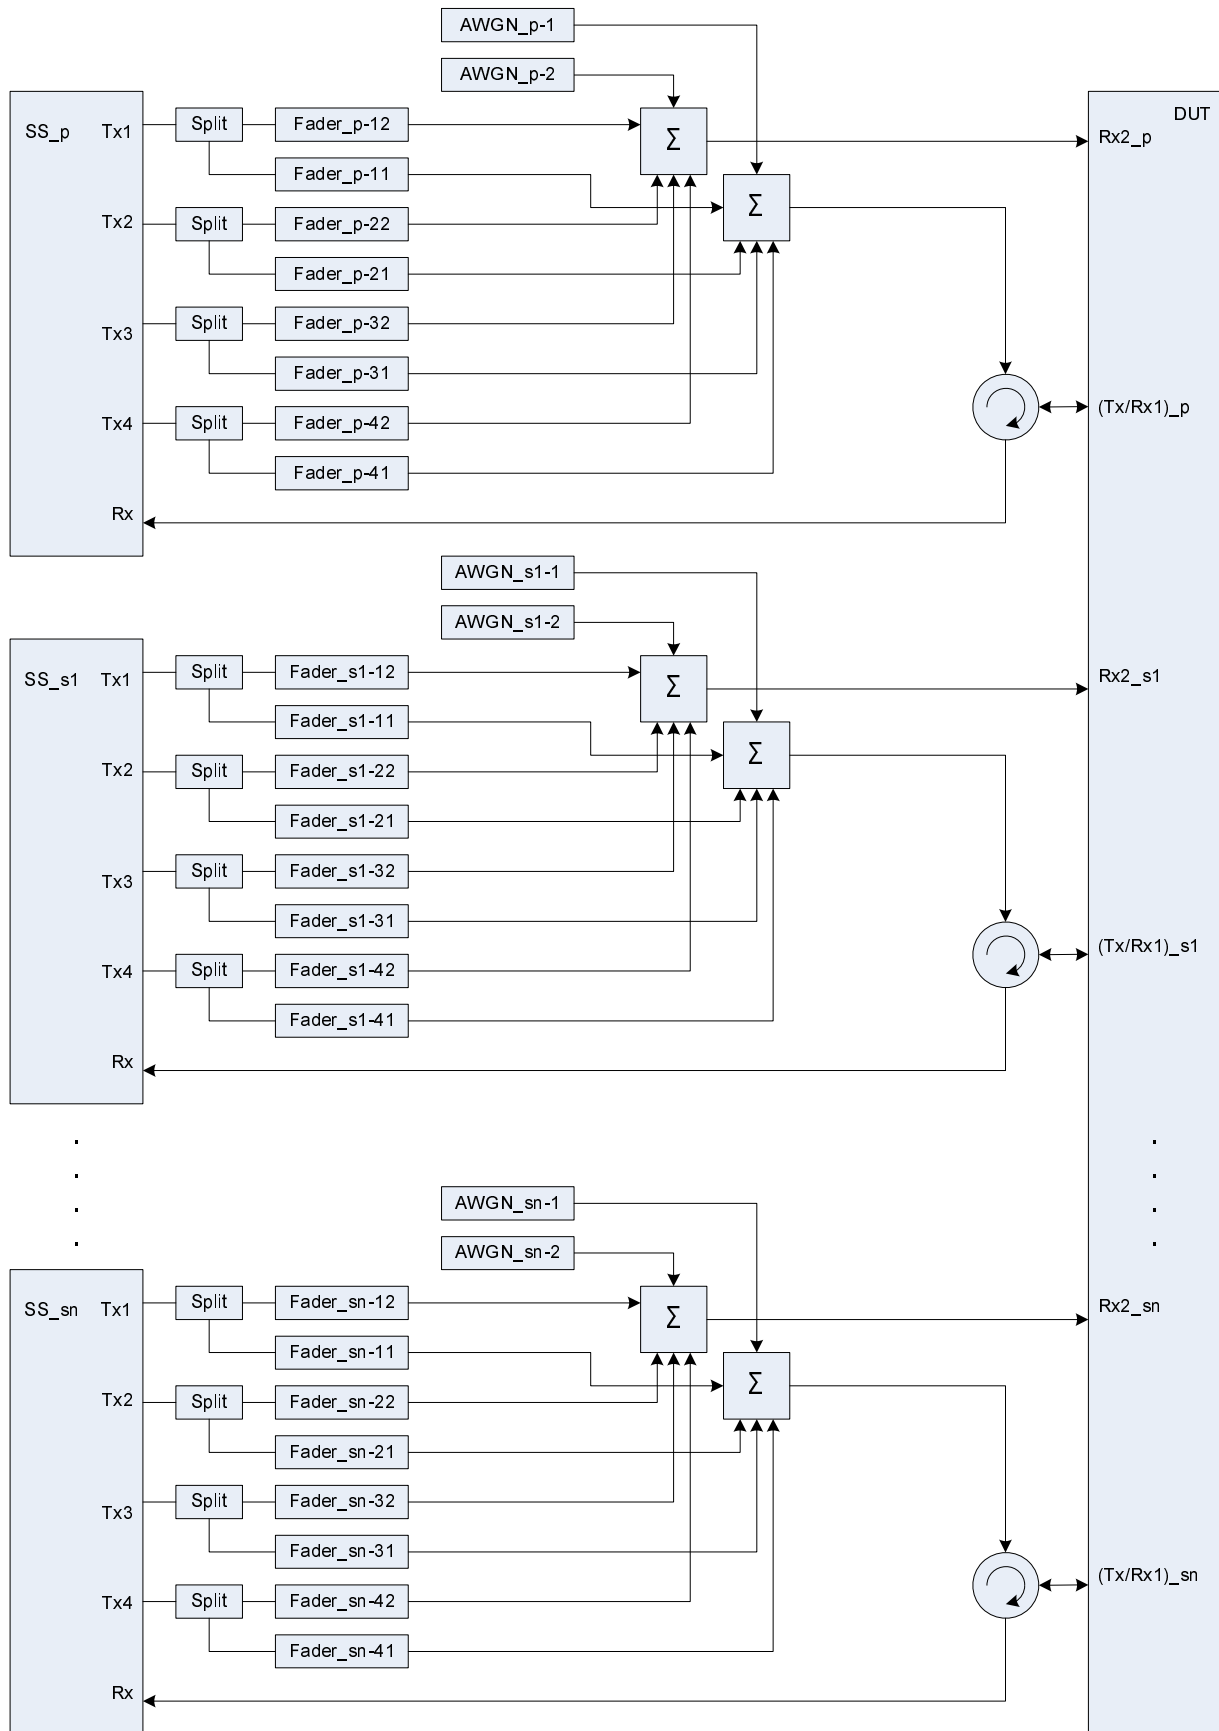 AWGN_p-1
AWGN_p-2
SS_p
DUT
Tx1
Split
Fader_p-12
Σ
Rx2_p
Fader_p-11
Σ
Tx2
Split
Fader_p-22
Fader_p-21
Tx3
Split
Fader_p-32
Fader_p-31
(Tx/Rx1)_p
Tx4
Split
Fader_p-42
Fader_p-41
Rx
AWGN_s1-1
AWGN_s1-2
SS_s1
Tx1
Split
Fader_s1-12
Σ
Rx2_s1
Fader_s1-11
Σ
Tx2
Split
Fader_s1-22
Fader_s1-21
Tx3
Split
Fader_s1-32
Fader_s1-31
(Tx/Rx1)_s1
Tx4
Split
Fader_s1-42
Fader_s1-41
Rx
.
.
.
.
.
.
.
.
AWGN_sn-1
AWGN_sn-2
SS_sn
Tx1
Split
Fader_sn-12
Σ
Rx2_sn
Fader_sn-11
Σ
Tx2
Split
Fader_sn-22
Fader_sn-21
Tx3
Split
Fader_sn-32
Fader_sn-31
(Tx/Rx1)_sn
Tx4
Split
Fader_sn-42
Fader_sn-41
Rx